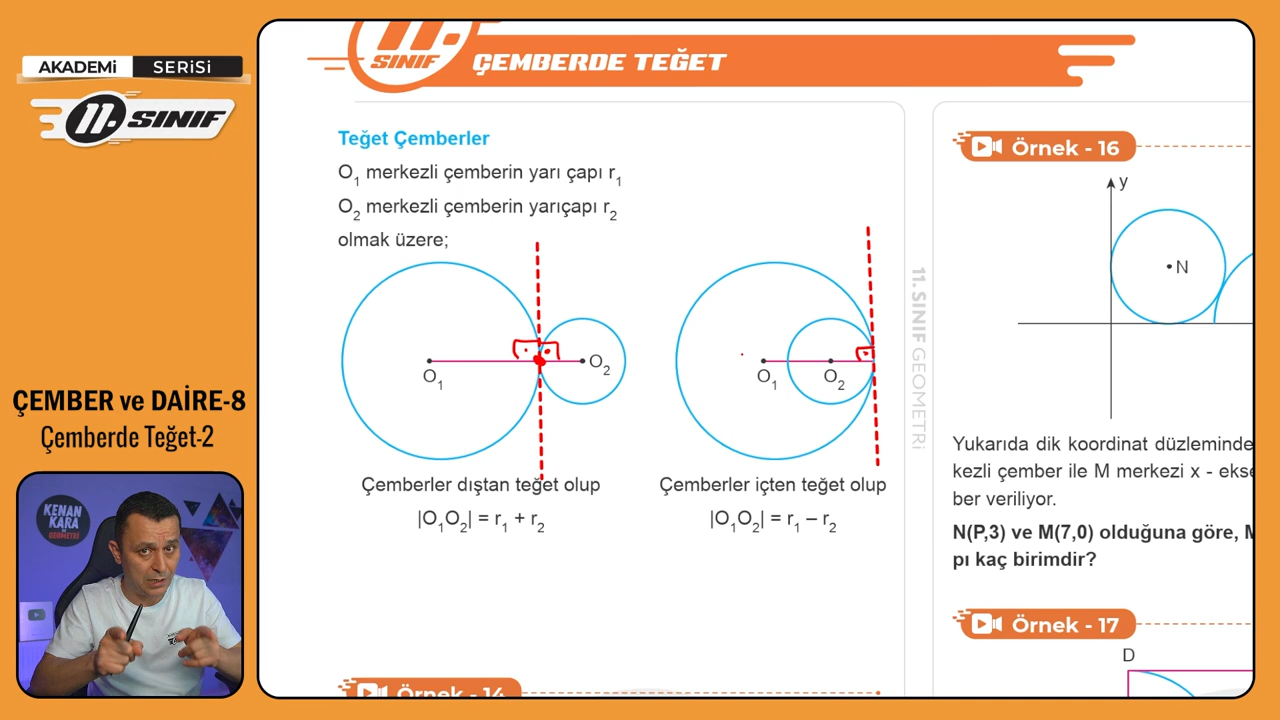 AKADEMİ SERİSİ
11. SINIF
ÇEMBER ve DAİRE-8
Çemberde Teğet-2
KENAN
KARA
GEOMETRİ
11.
SINIF
ÇEMBERDE TEĞET
Teğet Çemberler
O₁ merkezli çemberin yarı çapı r₁
O₂ merkezli çemberin yarıçapı r₂
olmak üzere;
O₁
O₂
O₁
O₂
Çemberler dıştan teğet olup
|O₁O₂| = r₁ + r₂
Çemberler içten teğet olup
|O₁O₂| = r₁ – r₂
Örnek - 14
11. SINIF GEOMETRİ
Örnek - 16
y
N
Yukarıda dik koordinat düzleminde
kezli çember ile M merkezi x - ekse
ber veriliyor.
N(P,3) ve M(7,0) olduğuna göre, M
pı kaç birimdir?
Örnek - 17
D